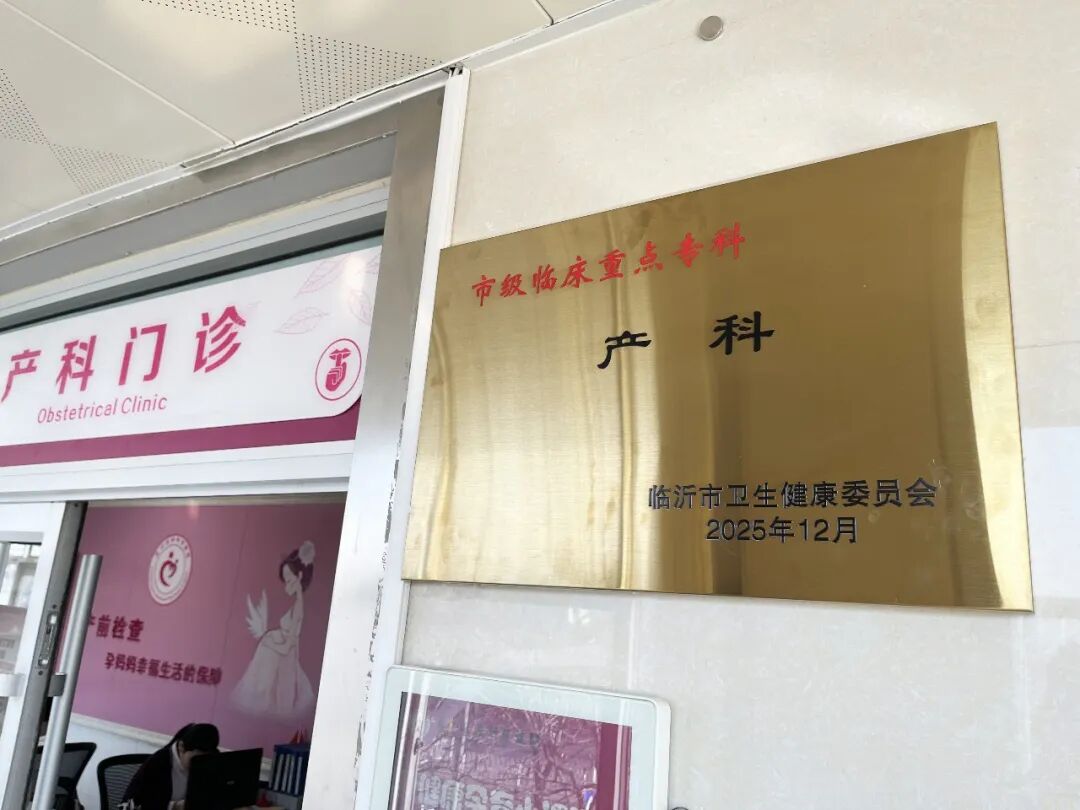 产科门诊
Obstetrical Clinic
市级临床重点专科
产 科
临沂市卫生健康委员会
2025年12月
产前检查
孕妈妈幸福生活的保障